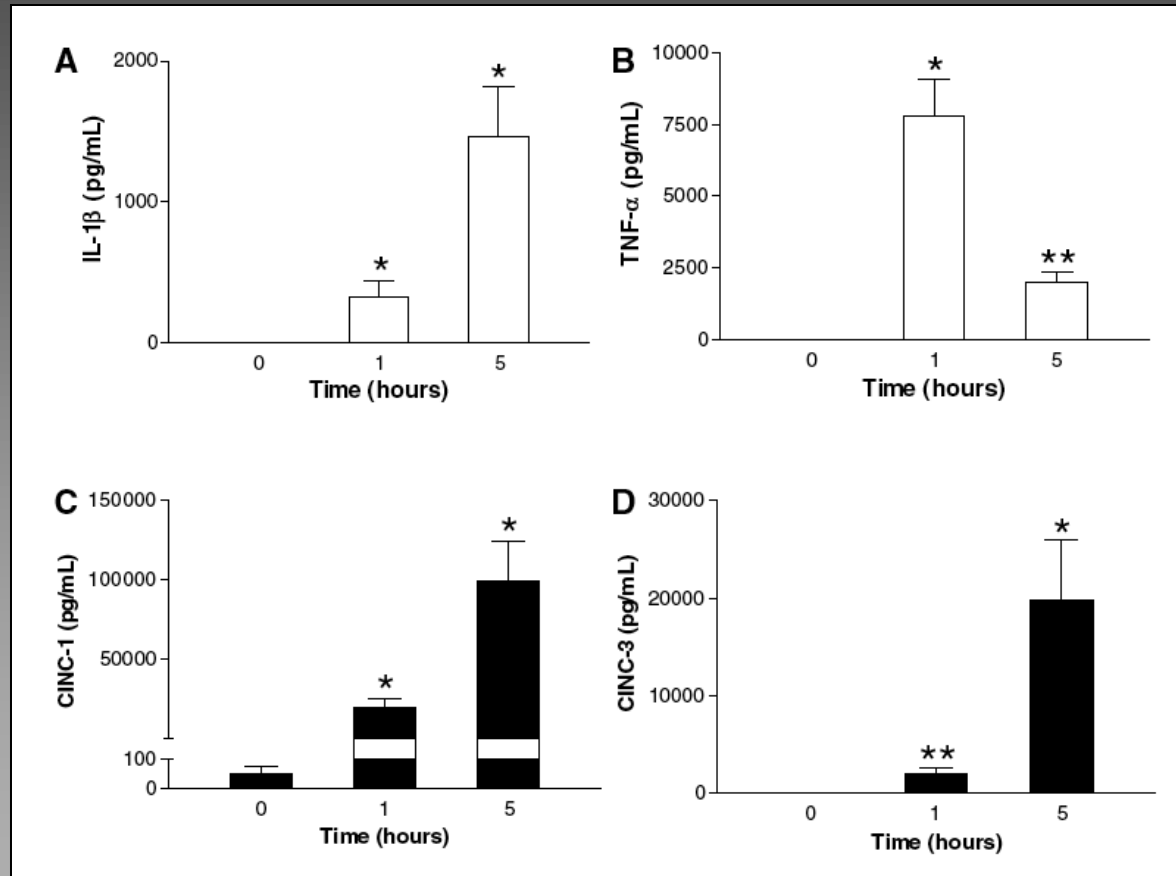 A
IL-1β (pg/mL)
2000
1000
0
*
*
0 1 5
Time (hours)
B
TNF-α (pg/mL)
10000
7500
5000
2500
0
*
**
0 1 5
Time (hours)
C
CINC-1 (pg/mL)
150000
100000
50000
100
0
*
*
0 1 5
Time (hours)
D
CINC-3 (pg/mL)
30000
20000
10000
0
**
*
0 1 5
Time (hours)